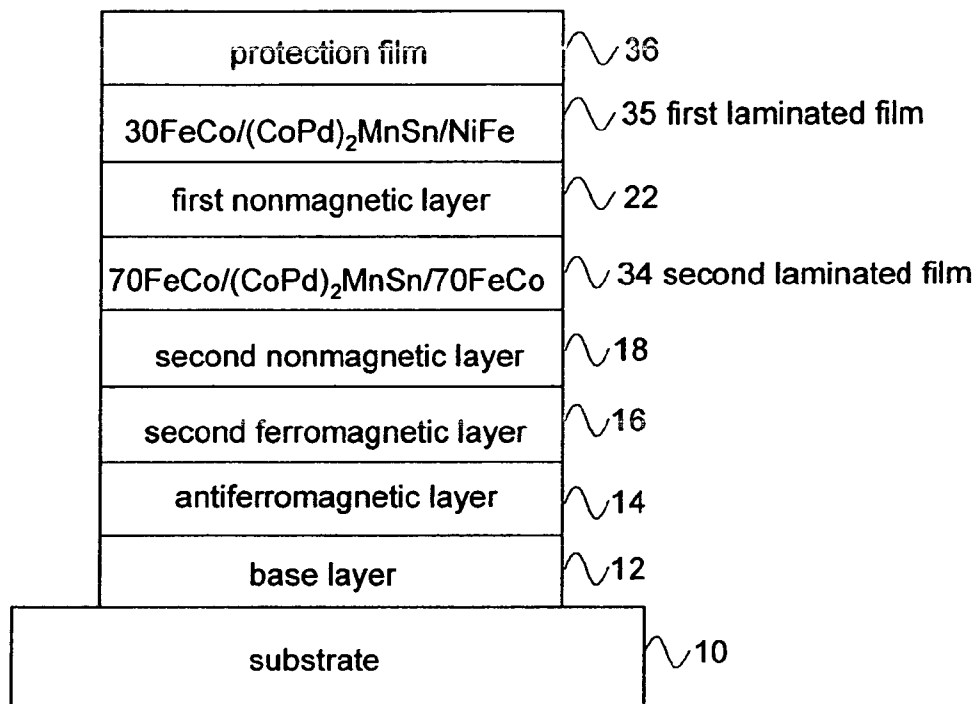 protection film 36
30FeCo/(CoPd)₂MnSn/NiFe 35 first laminated film
first nonmagnetic layer 22
70FeCo/(CoPd)₂MnSn/70FeCo 34 second laminated film
second nonmagnetic layer 18
second ferromagnetic layer 16
antiferromagnetic layer 14
base layer 12
substrate 10